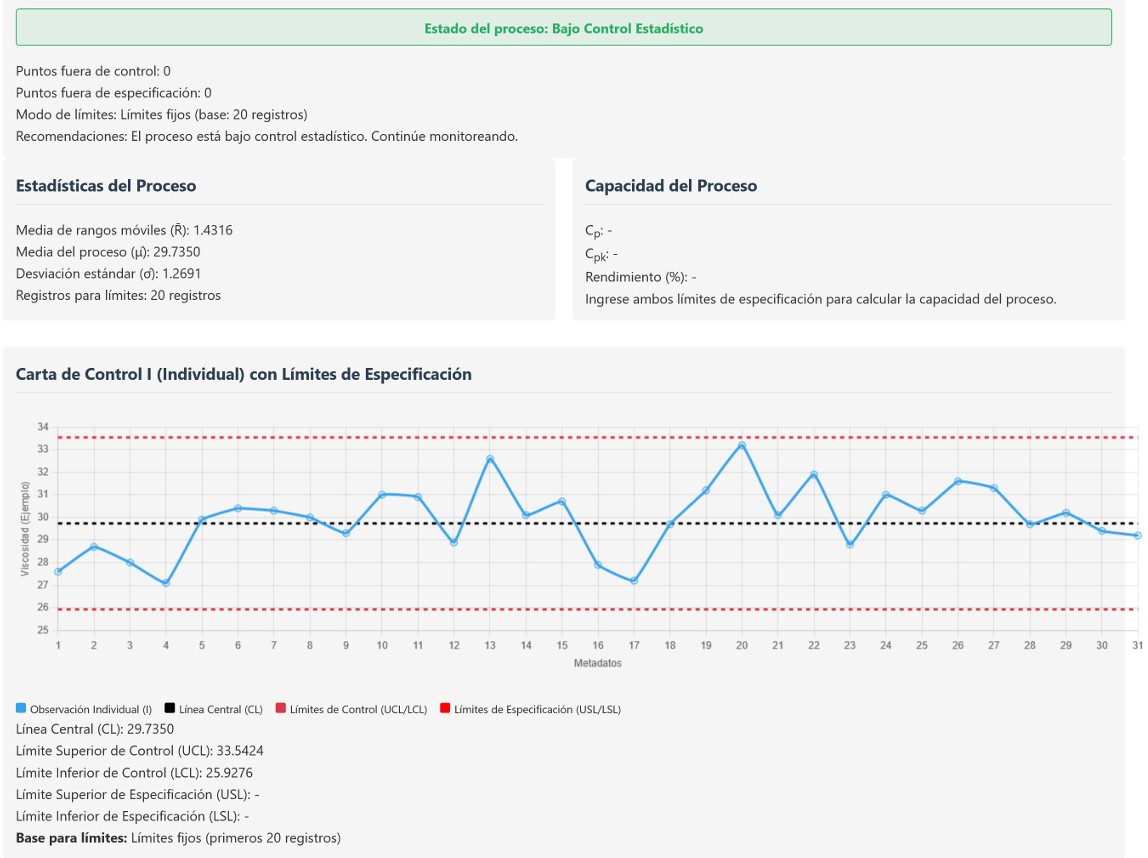 Estado del proceso: Bajo Control Estadístico
Puntos fuera de control: 0
Puntos fuera de especificación: 0
Modo de límites: Límites fijos (base: 20 registros)
Recomendaciones: El proceso está bajo control estadístico. Continúe monitoreando.
Estadísticas del Proceso
Media de rangos móviles (R̄): 1.4316
Media del proceso (μ̂): 29.7350
Desviación estándar (σ̂): 1.2691
Registros para límites: 20 registros
Capacidad del Proceso
Cp: -
Cpk: -
Rendimiento (%): -
Ingrese ambos límites de especificación para calcular la capacidad del proceso.
Carta de Control I (Individual) con Límites de Especificación
Viscosidad (Ejemplo)
34
33
32
31
30
29
28
27
26
25
1 2 3 4 5 6 7 8 9 10 11 12 13 14 15 16 17 18 19 20 21 22 23 24 25 26 27 28 29 30 31
Metadatos
Observación Individual (I) Línea Central (CL) Límites de Control (UCL/LCL) Límites de Especificación (USL/LSL)
Línea Central (CL): 29.7350
Límite Superior de Control (UCL): 33.5424
Límite Inferior de Control (LCL): 25.9276
Límite Superior de Especificación (USL): -
Límite Inferior de Especificación (LSL): -
Base para límites: Límites fijos (primeros 20 registros)